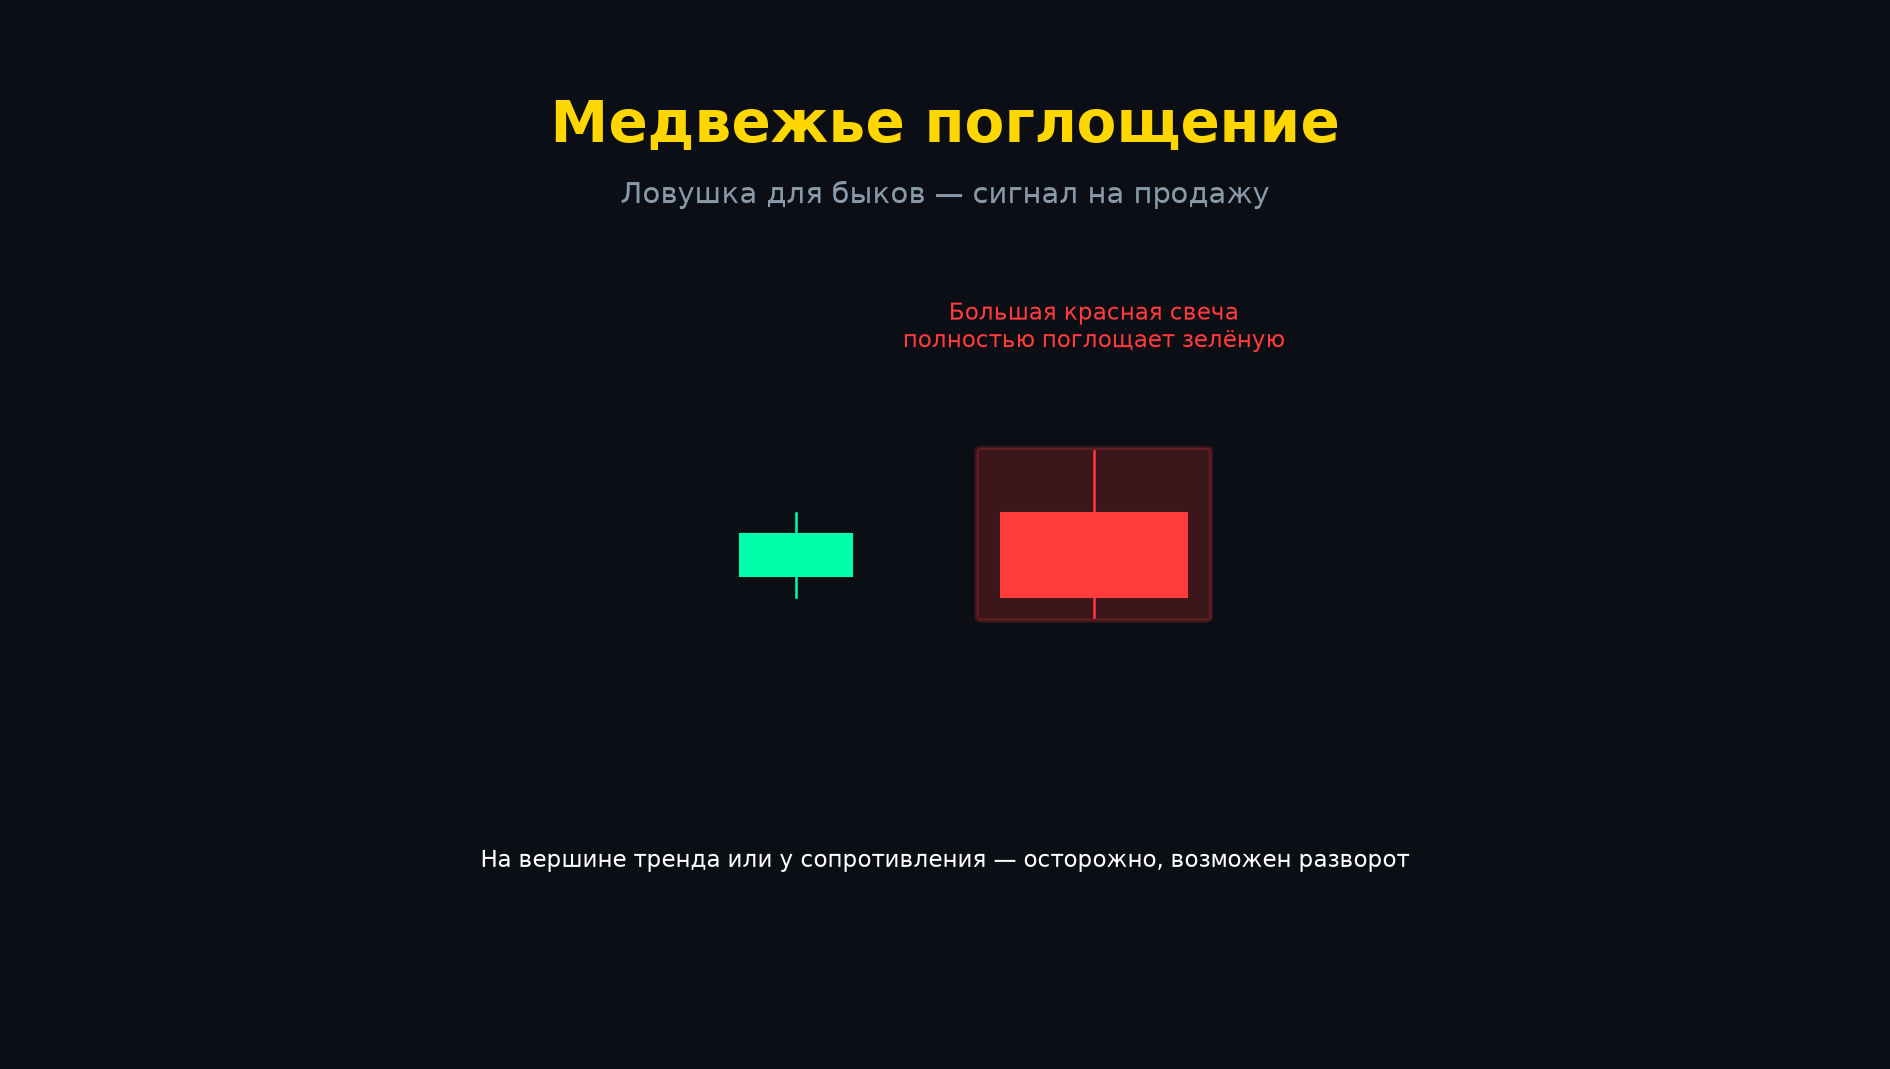 Медвежье поглощение
Ловушка для быков — сигнал на продажу
Большая красная свеча
полностью поглощает зелёную
На вершине тренда или у сопротивления — осторожно, возможен разворот